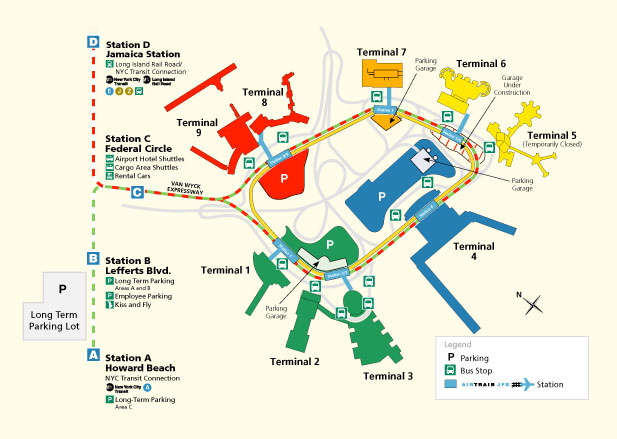 D
Station D
Jamaica Station
Long Island Rail Road/
NYC Transit Connection
New York City
Transit
Long Island
Rail Road
E J Z
Station C
Federal Circle
Airport Hotel Shuttles
Cargo Area Shuttles
Rental Cars
C
VAN WYCK
EXPRESSWAY
B
Station B
Lefferts Blvd.
P Long Term Parking
Areas A and B
P Employee Parking
Kiss and Fly
P
Long Term
Parking Lot
A
Station A
Howard Beach
NYC Transit Connection
New York City
Transit
A
P Long-Term Parking
Area C
Terminal 7
Parking
Garage
Terminal 6
Garage
Under
Construction
Terminal 8
Terminal 9
Terminal 5
(Temporarily Closed)
P
P
Parking
Garage
Terminal 4
P
Terminal 1
Parking
Garage
Terminal 2
Terminal 3
N
Legend
P Parking
Bus Stop
AIRTRAIN JFK Station